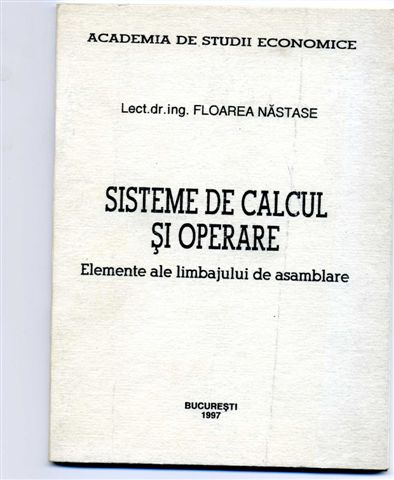 ACADEMIA DE STUDII ECONOMICE
Lect.dr.ing. FLOAREA NĂSTASE
SISTEME DE CALCUL
ŞI OPERARE
Elemente ale limbajului de asamblare
BUCUREŞTI
1997